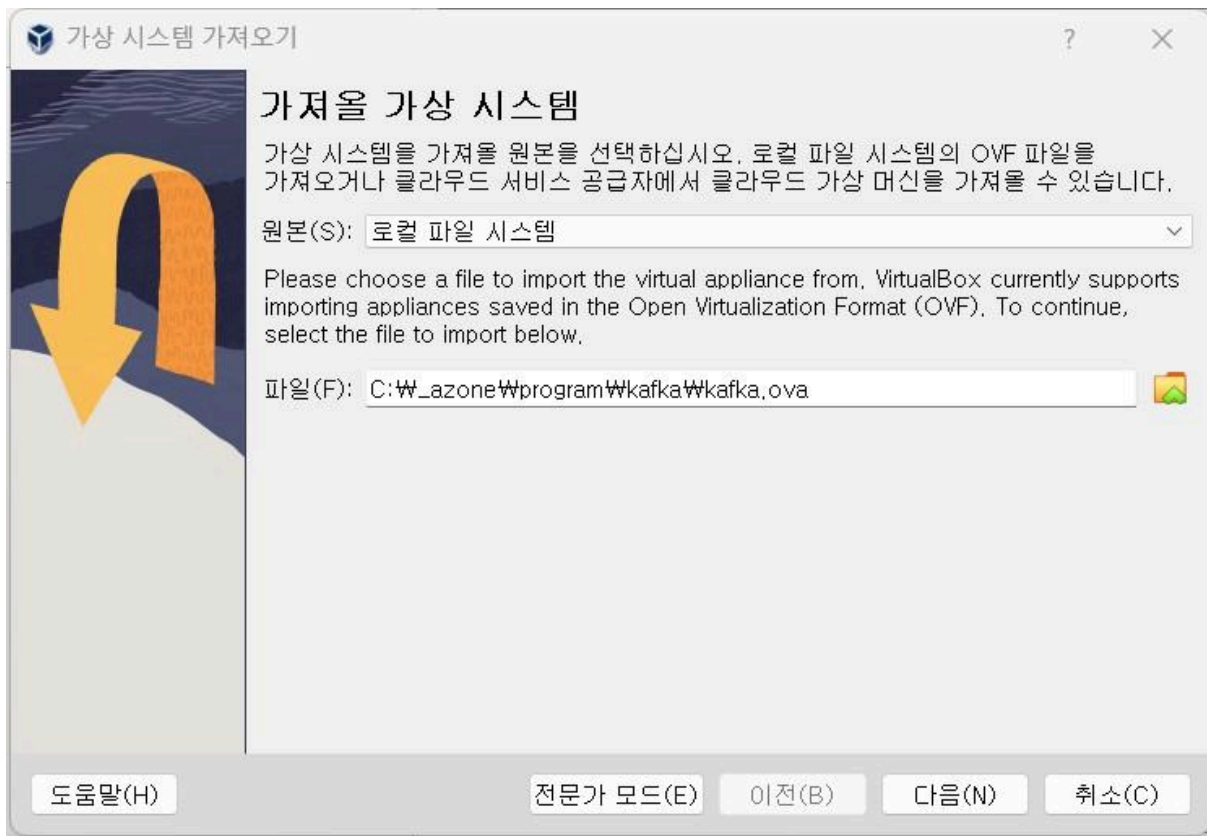 가상 시스템 가져오기
?
가져올 가상 시스템
가상 시스템을 가져올 원본을 선택하십시오. 로컬 파일 시스템의 OVF 파일을
가져오거나 클라우드 서비스 공급자에서 클라우드 가상 머신을 가져올 수 있습니다.
원본(S): 로컬 파일 시스템
Please choose a file to import the virtual appliance from. VirtualBox currently supports
importing appliances saved in the Open Virtualization Format (OVF). To continue,
select the file to import below.
파일(F): C:₩_azone₩program₩kafka₩kafka.ova
도움말(H) 전문가 모드(E) 이전(B) 다음(N) 취소(C)